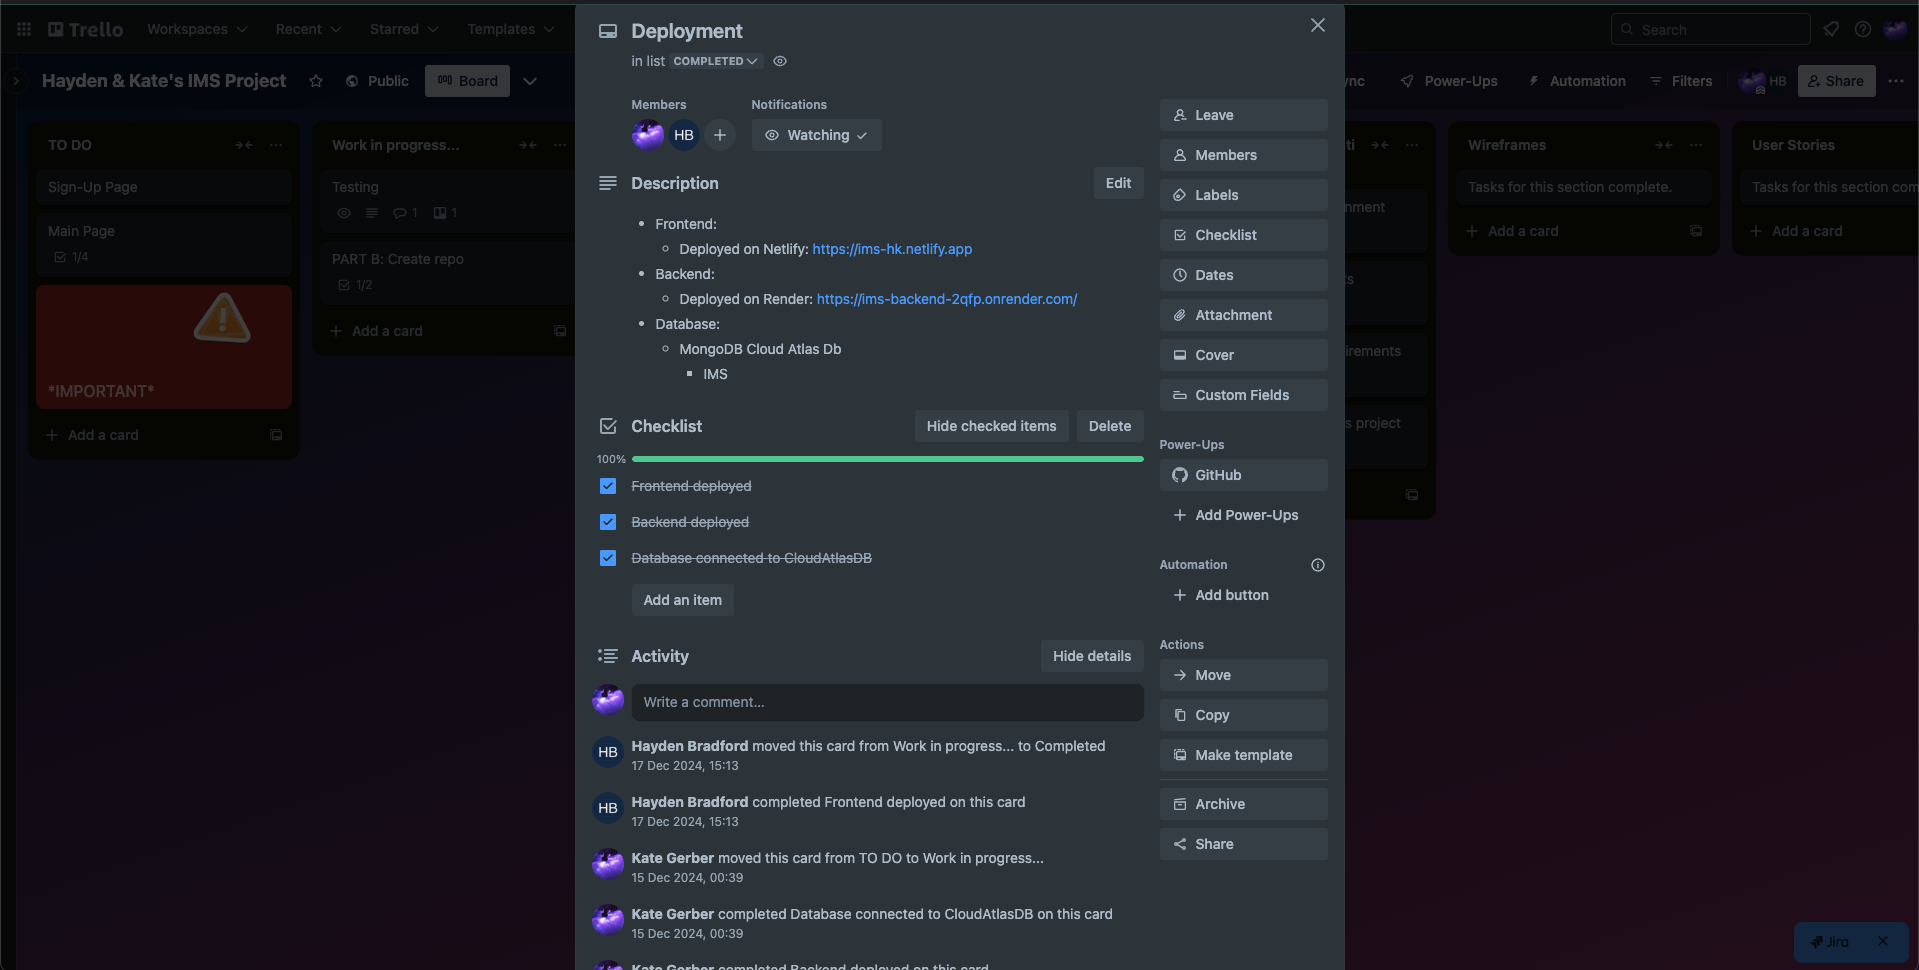 Trello
Workspaces
Recent
Starred
Templates
Search
Hayden & Kate's IMS Project
Public
Board
Power-Ups
Automation
Filters
HB
Share
TO DO
Sign-Up Page
Main Page
1/4
*IMPORTANT*
Add a card
Work in progress...
Testing
1
1
PART B: Create repo
1/2
Add a card
Deployment
in list COMPLETED
Members
HB
Notifications
Watching
Description
Edit
Frontend:
Deployed on Netlify: https://ims-hk.netlify.app
Backend:
Deployed on Render: https://ims-backend-2qfp.onrender.com/
Database:
MongoDB Cloud Atlas Db
IMS
Checklist
Hide checked items
Delete
100%
Frontend deployed
Backend deployed
Database connected to CloudAtlasDB
Add an item
Activity
Hide details
Write a comment...
HB
Hayden Bradford moved this card from Work in progress... to Completed
17 Dec 2024, 15:13
HB
Hayden Bradford completed Frontend deployed on this card
17 Dec 2024, 15:13
Kate Gerber moved this card from TO DO to Work in progress...
15 Dec 2024, 00:39
Kate Gerber completed Database connected to CloudAtlasDB on this card
15 Dec 2024, 00:39
Kate Gerber completed Backend deployed on this card
Leave
Members
Labels
Checklist
Dates
Attachment
Cover
Custom Fields
Power-Ups
GitHub
Add Power-Ups
Automation
Add button
Actions
Move
Copy
Make template
Archive
Share
s project
Wireframes
Tasks for this section complete.
Add a card
User Stories
Tasks for this section com
Add a card
Jira